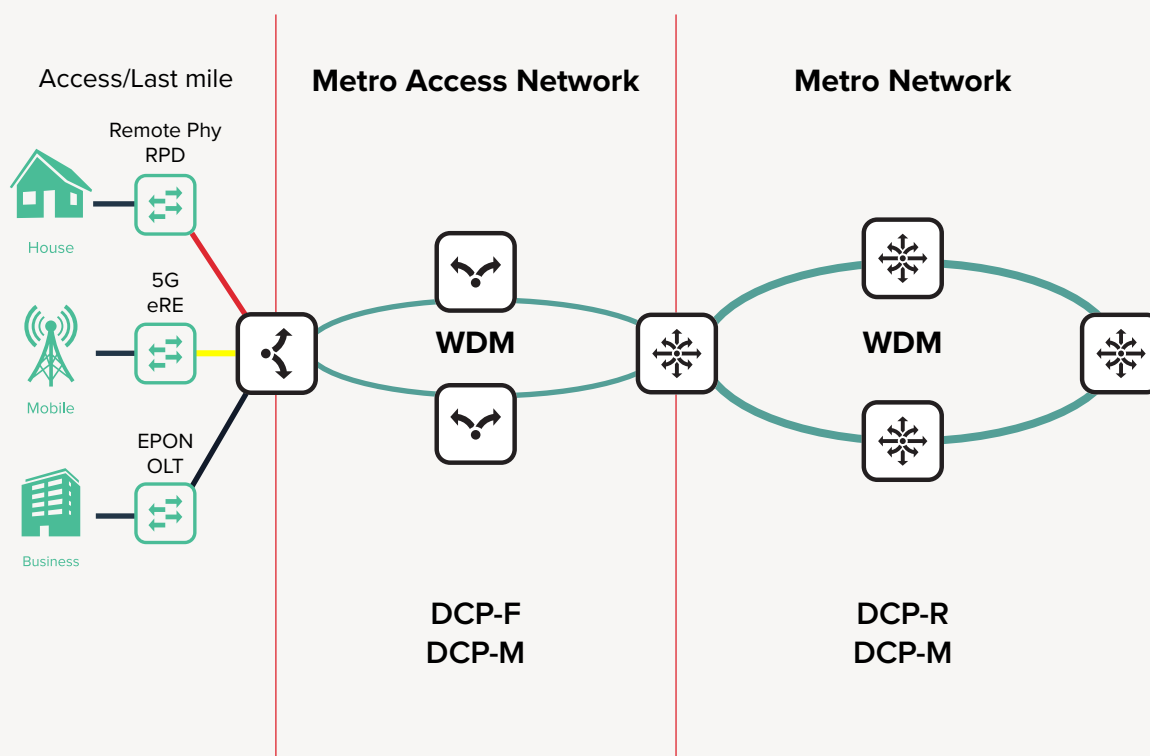 Access/Last mile
Metro Access Network
Metro Network
Remote Phy
RPD
House
5G
eRE
Mobile
EPON
OLT
Business
WDM
WDM
DCP-F
DCP-M
DCP-R
DCP-M